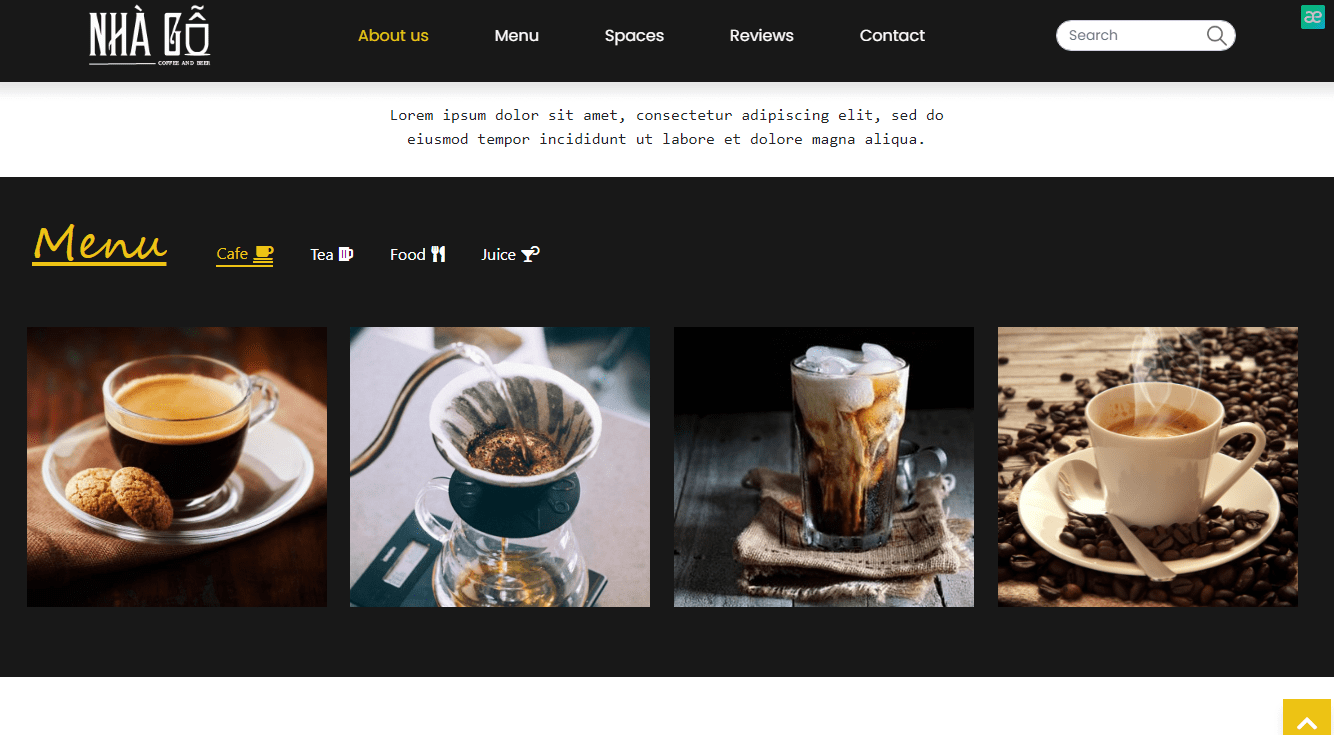 NHÀ GỖ
COFFEE AND BEER
About us
Menu
Spaces
Reviews
Contact
Search
æ
Lorem ipsum dolor sit amet, consectetur adipiscing elit, sed do
eiusmod tempor incididunt ut labore et dolore magna aliqua.
Menu
Cafe
Tea
Food
Juice